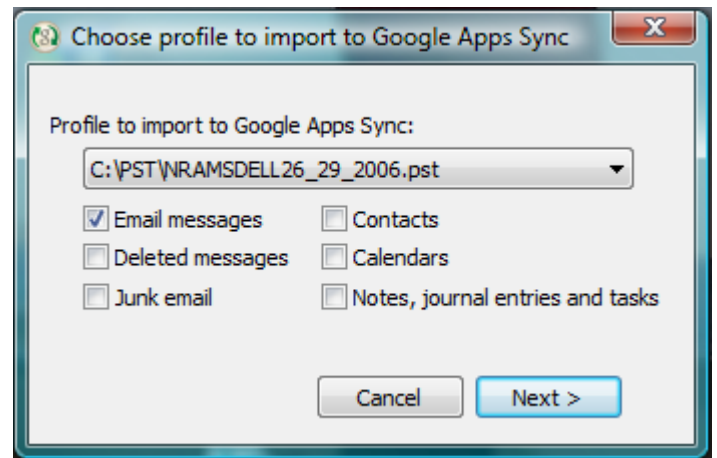 Choose profile to import to Google Apps Sync
Profile to import to Google Apps Sync:
C:\PST\NRAMSDELL26_29_2006.pst
Email messages
Contacts
Deleted messages
Calendars
Junk email
Notes, journal entries and tasks
Cancel
Next >